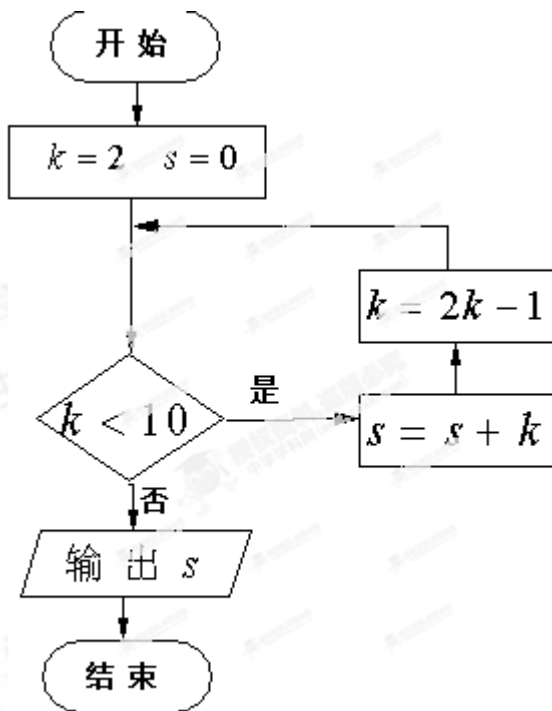 开 始
k = 2 s = 0
k = 2k − 1
k < 10
是
s = s + k
否
输 出 s
结 束